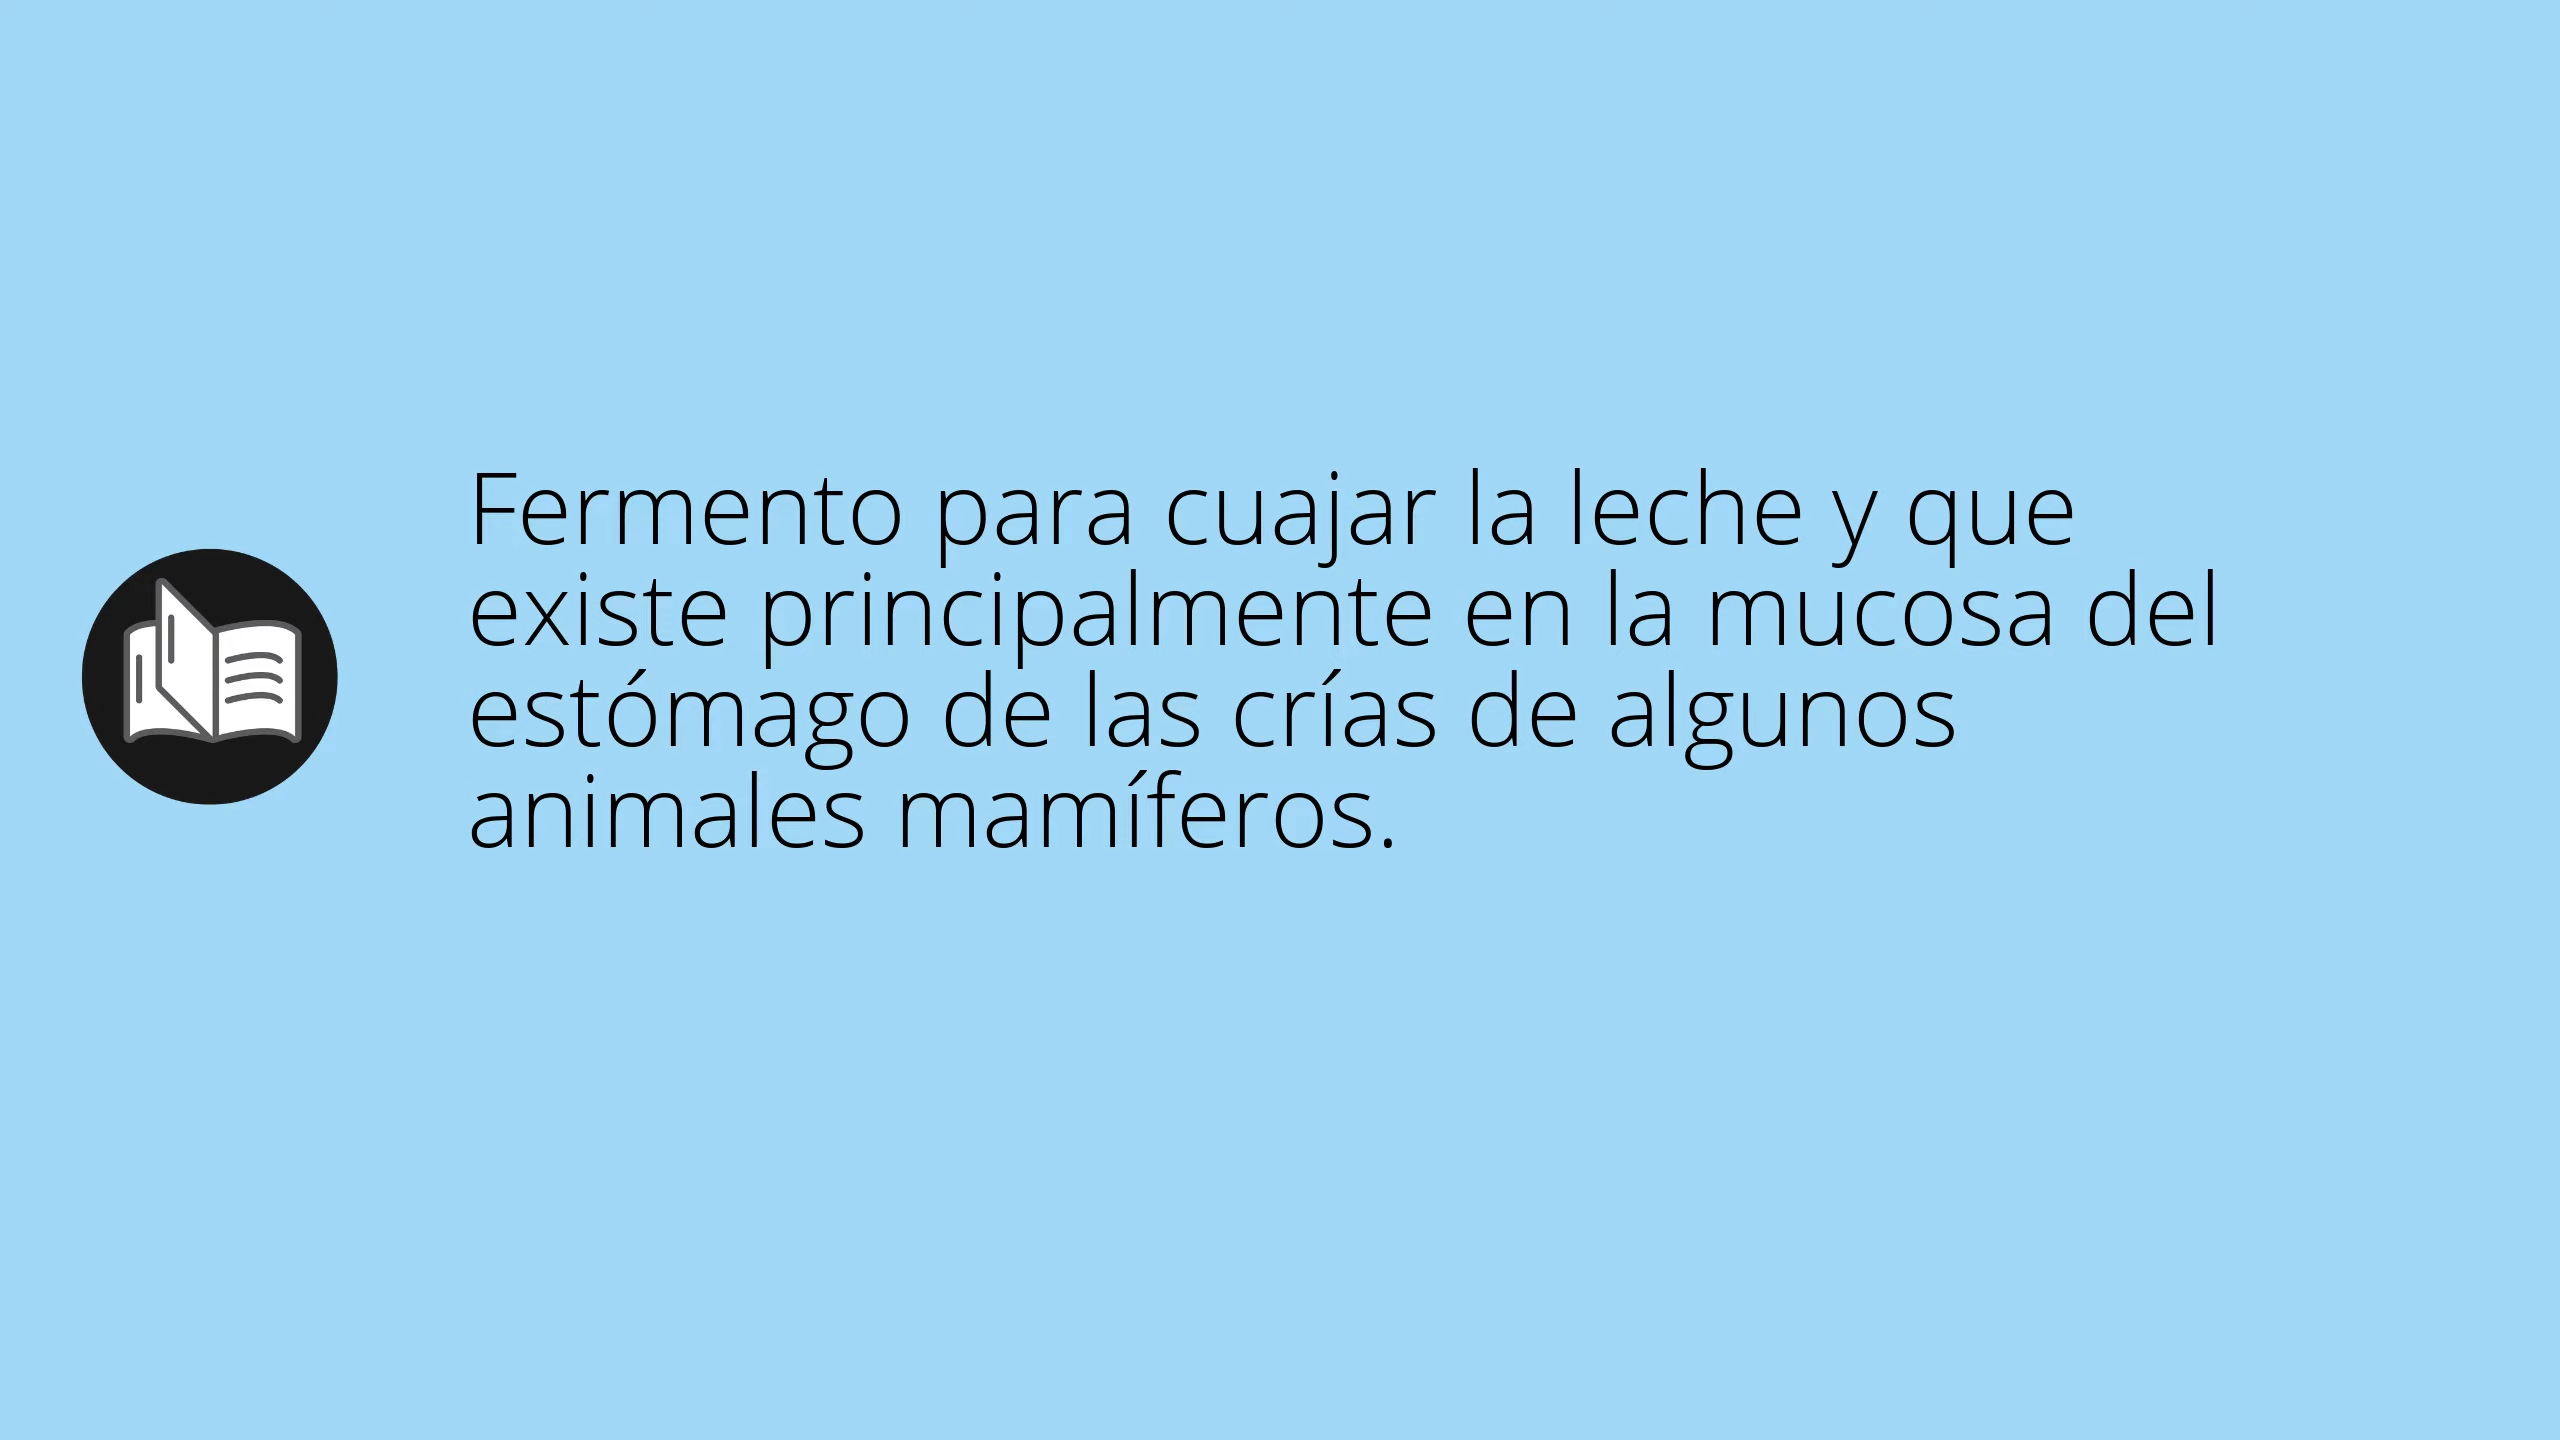 Fermento para cuajar la leche y que
existe principalmente en la mucosa del
estómago de las crías de algunos
animales mamíferos.